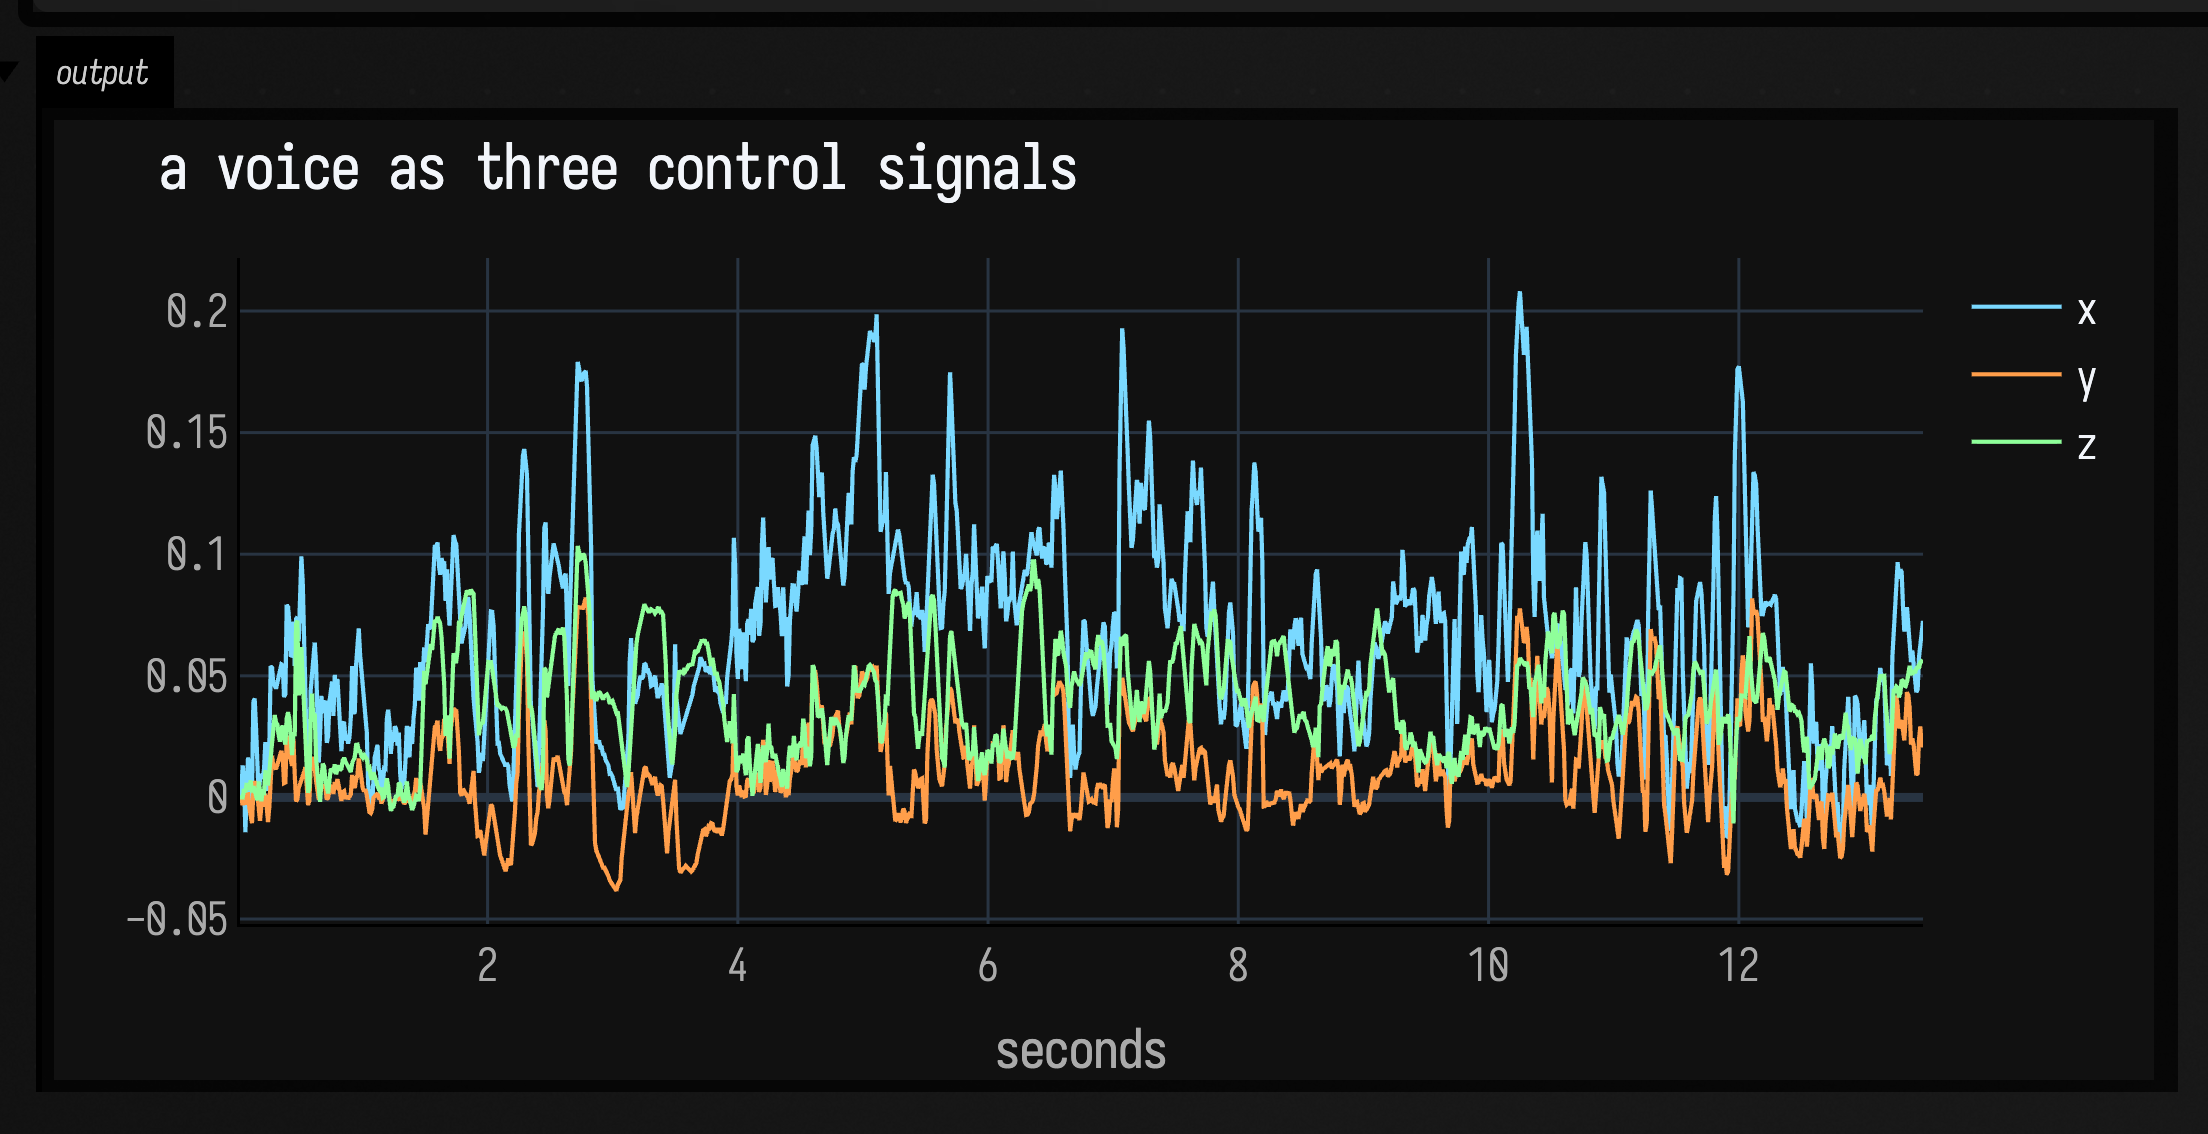 output
a voice as three control signals
0.2
0.15
0.1
0.05
0
−0.05
2 4 6 8 10 12
seconds
x
y
z